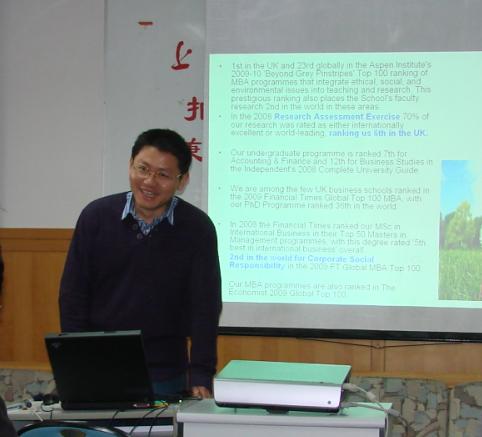 一
上
1st in the UK and 23rd globally in the Aspen Institute's
2009-10 'Beyond Grey Pinstripes' Top 100 ranking of
MBA programmes that integrate ethical, social, and
environmental issues into teaching and research. This
prestigious ranking also places the School's faculty
research 2nd in the world in these areas.
In the 2008 Research Assessment Exercise 70% of
our research was rated as either internationally
excellent or world-leading, ranking us 6th in the UK.
Our undergraduate programme is ranked 7th for
Accounting & Finance and 12th for Business Studies in
the Independent's 2008 Complete University Guide
We are among the few UK business schools ranked in
the 2009 Financial Times Global Top 100 MBA, with
our PhD Programme ranked 36th in the world
In 2008 the Financial Times ranked our MSc in
International Business in their Top 50 Masters in
Management programmes, with this degree rated '5th
best in international business' overall.
2nd in the world for Corporate Social
Responsibility in the 2009 FT Global MBA Top 100
Our MBA programmes are also ranked in The
Economist 2009 Global Top 100.